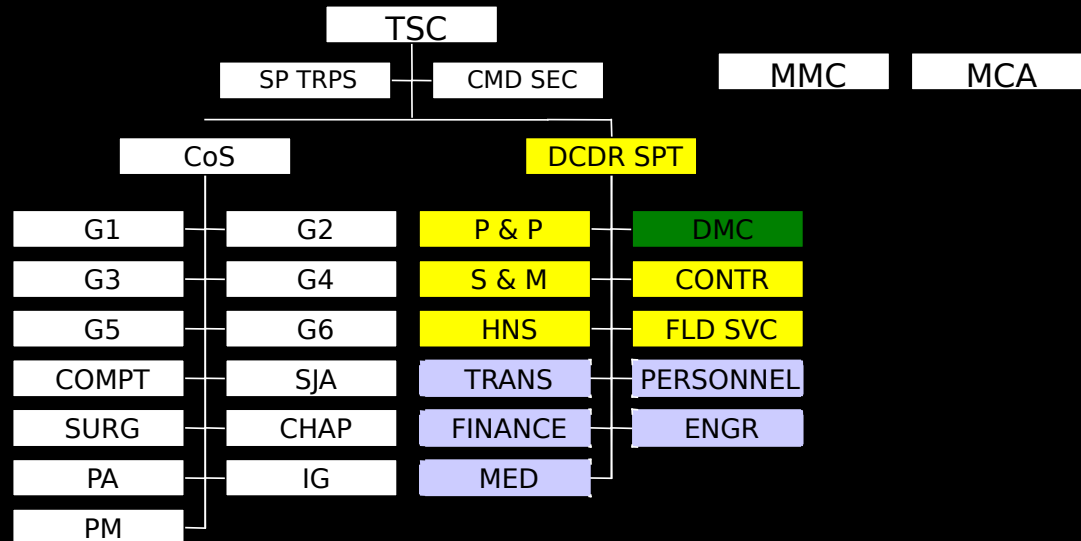 TSC
SP TRPS
CMD SEC
MMC
MCA
CoS
DCDR SPT
G1
G2
P & P
DMC
G3
G4
S & M
CONTR
G5
G6
HNS
FLD SVC
COMPT
SJA
TRANS
PERSONNEL
SURG
CHAP
FINANCE
ENGR
PA
IG
MED
PM